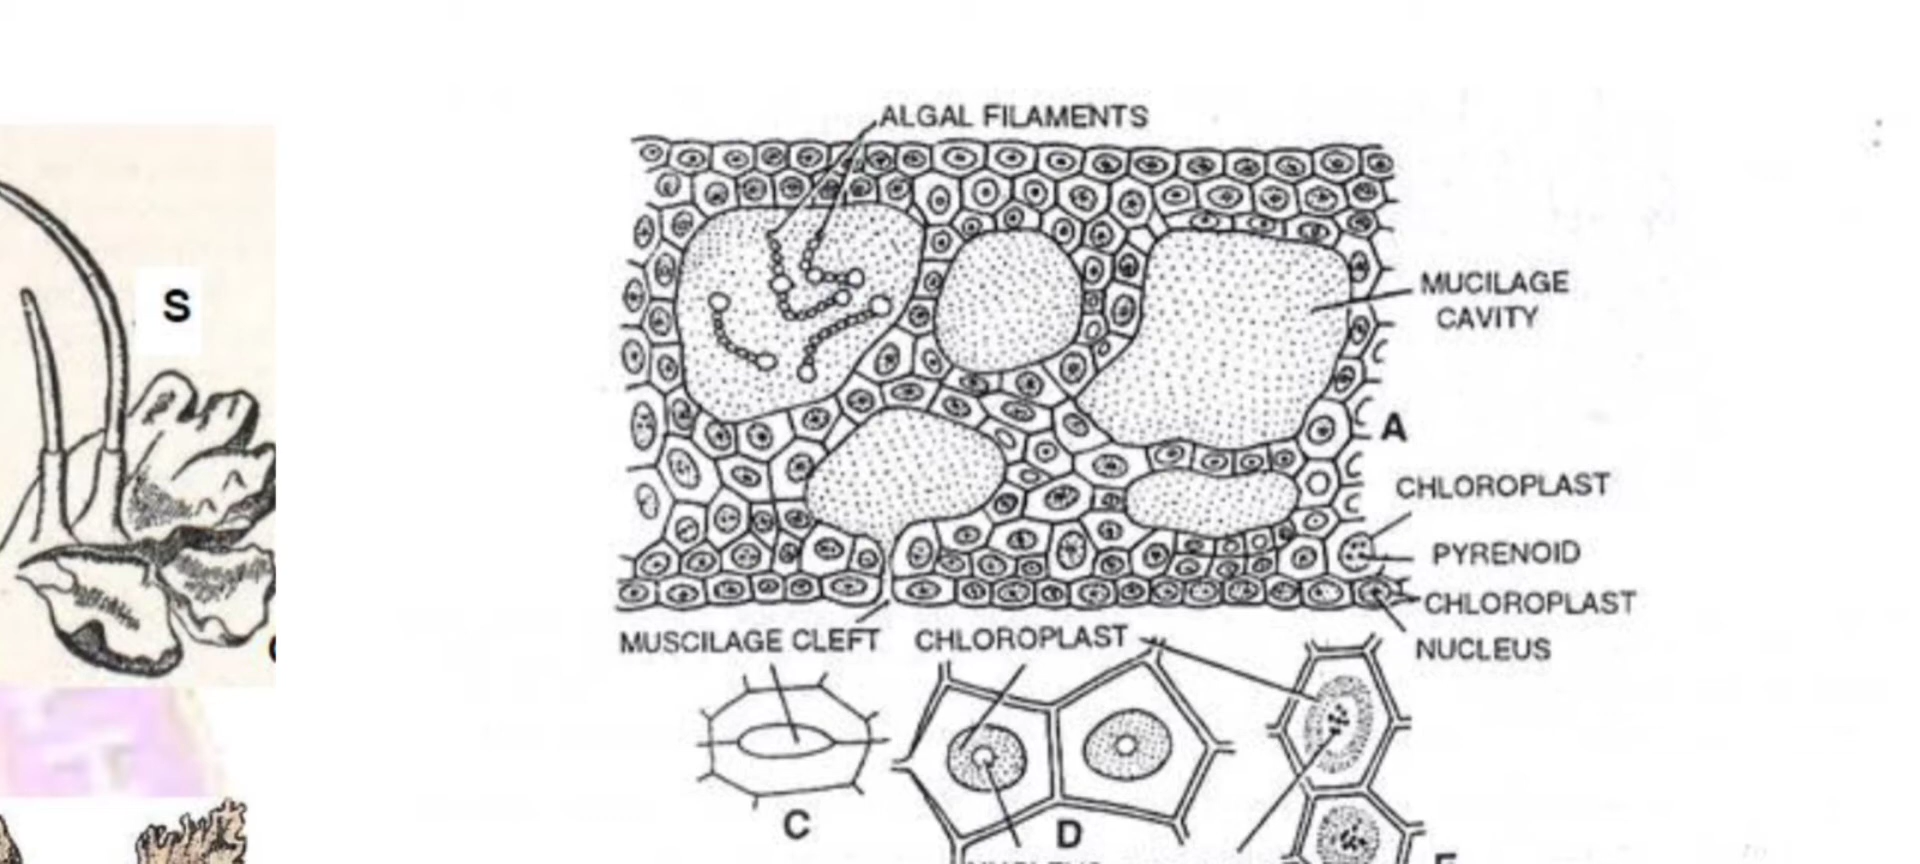 ALGAL FILAMENTS
S
MUCILAGE
CAVITY
A
CHLOROPLAST
PYRENOID
CHLOROPLAST
NUCLEUS
MUSCILAGE CLEFT
CHLOROPLAST
C
D